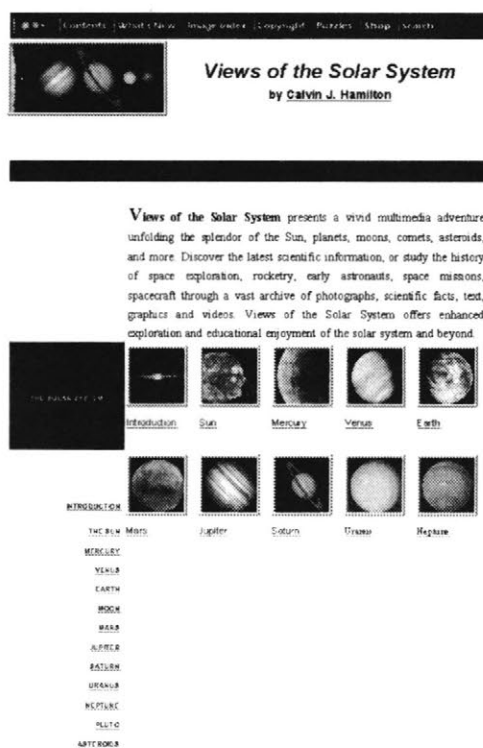 Contents What's New Image Index Copyright Puzzles Shop Search
Views of the Solar System
by Calvin J. Hamilton
Views of the Solar System presents a vivid multimedia adventure
unfolding the splendor of the Sun, planets, moons, comets, asteroids,
and more. Discover the latest scientific information, or study the history
of space exploration, rocketry, early astronauts, space missions,
spacecraft through a vast archive of photographs, scientific facts, text,
graphics and videos. Views of the Solar System offers enhanced
exploration and educational enjoyment of the solar system and beyond.
THE SOLAR SYSTEM
Introduction Sun Mercury Venus Earth
Mars Jupiter Saturn Uranus Neptune
INTRODUCTION
THE SUN
MERCURY
VENUS
EARTH
MOON
MARS
JUPITER
SATURN
URANUS
NEPTUNE
PLUTO
ASTEROIDS